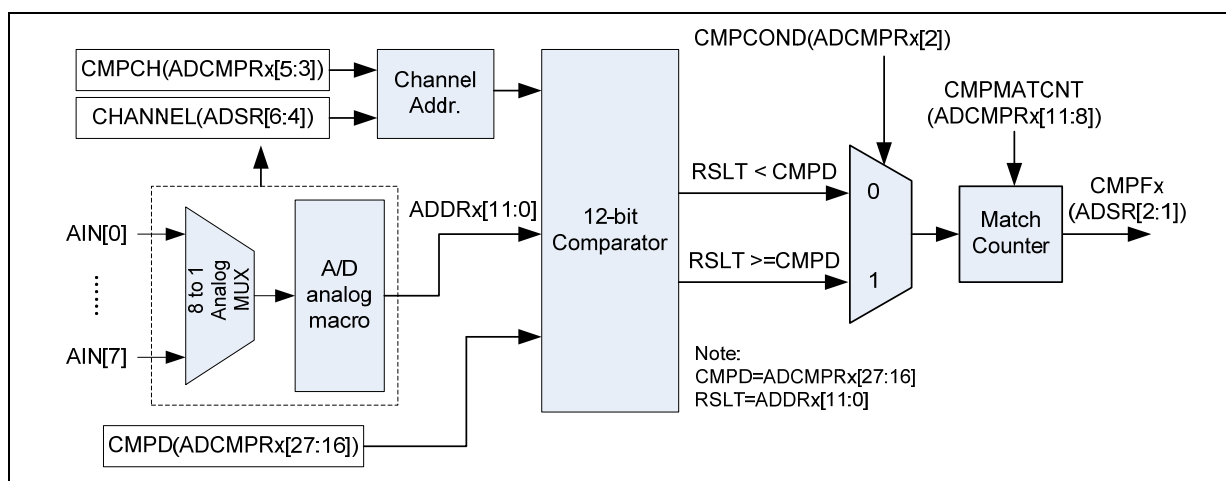 CMPCH(ADCMPRx[5:3])
CHANNEL(ADSR[6:4])
Channel
Addr.
AIN[0]
......
AIN[7]
8 to 1
Analog
MUX
A/D
analog
macro
ADDRx[11:0]
CMPD(ADCMPRx[27:16])
12-bit
Comparator
CMPCOND(ADCMPRx[2])
RSLT < CMPD
RSLT >=CMPD
0
1
CMPMATCNT
(ADCMPRx[11:8])
Match
Counter
CMPFx
(ADSR[2:1])
Note:
CMPD=ADCMPRx[27:16]
RSLT=ADDRx[11:0]